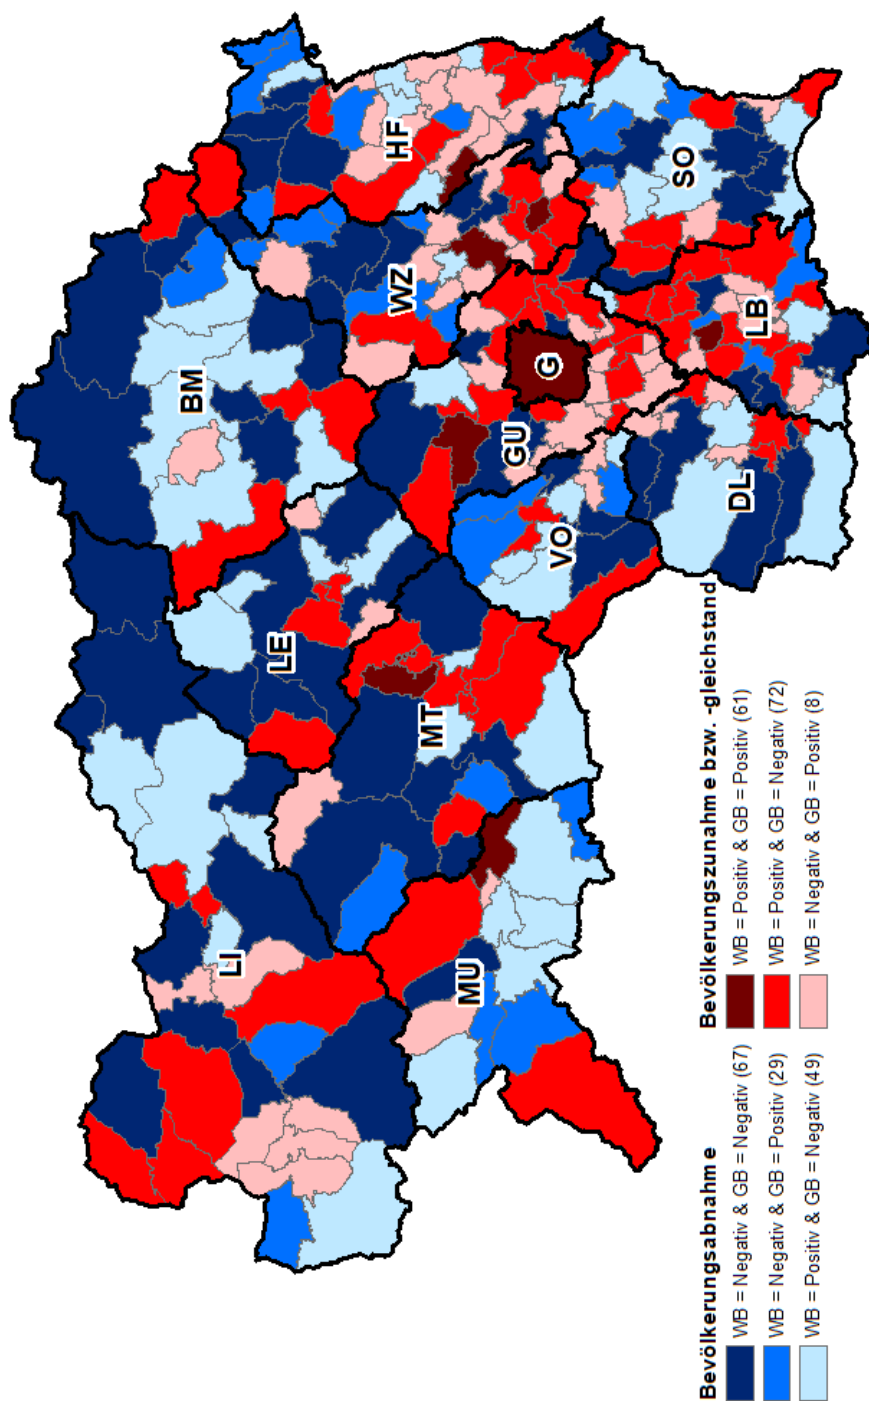 BM
LI
LE
HF
WZ
MT
MU
GU
G
VO
SO
DL
LB
Bevölkerungsabnahme
WB = Negativ & GB = Negativ (67)
WB = Negativ & GB = Positiv (29)
WB = Positiv & GB = Negativ (49)
Bevölkerungszunahme bzw. -gleichstand
WB = Positiv & GB = Positiv (61)
WB = Positiv & GB = Negativ (72)
WB = Negativ & GB = Positiv (8)